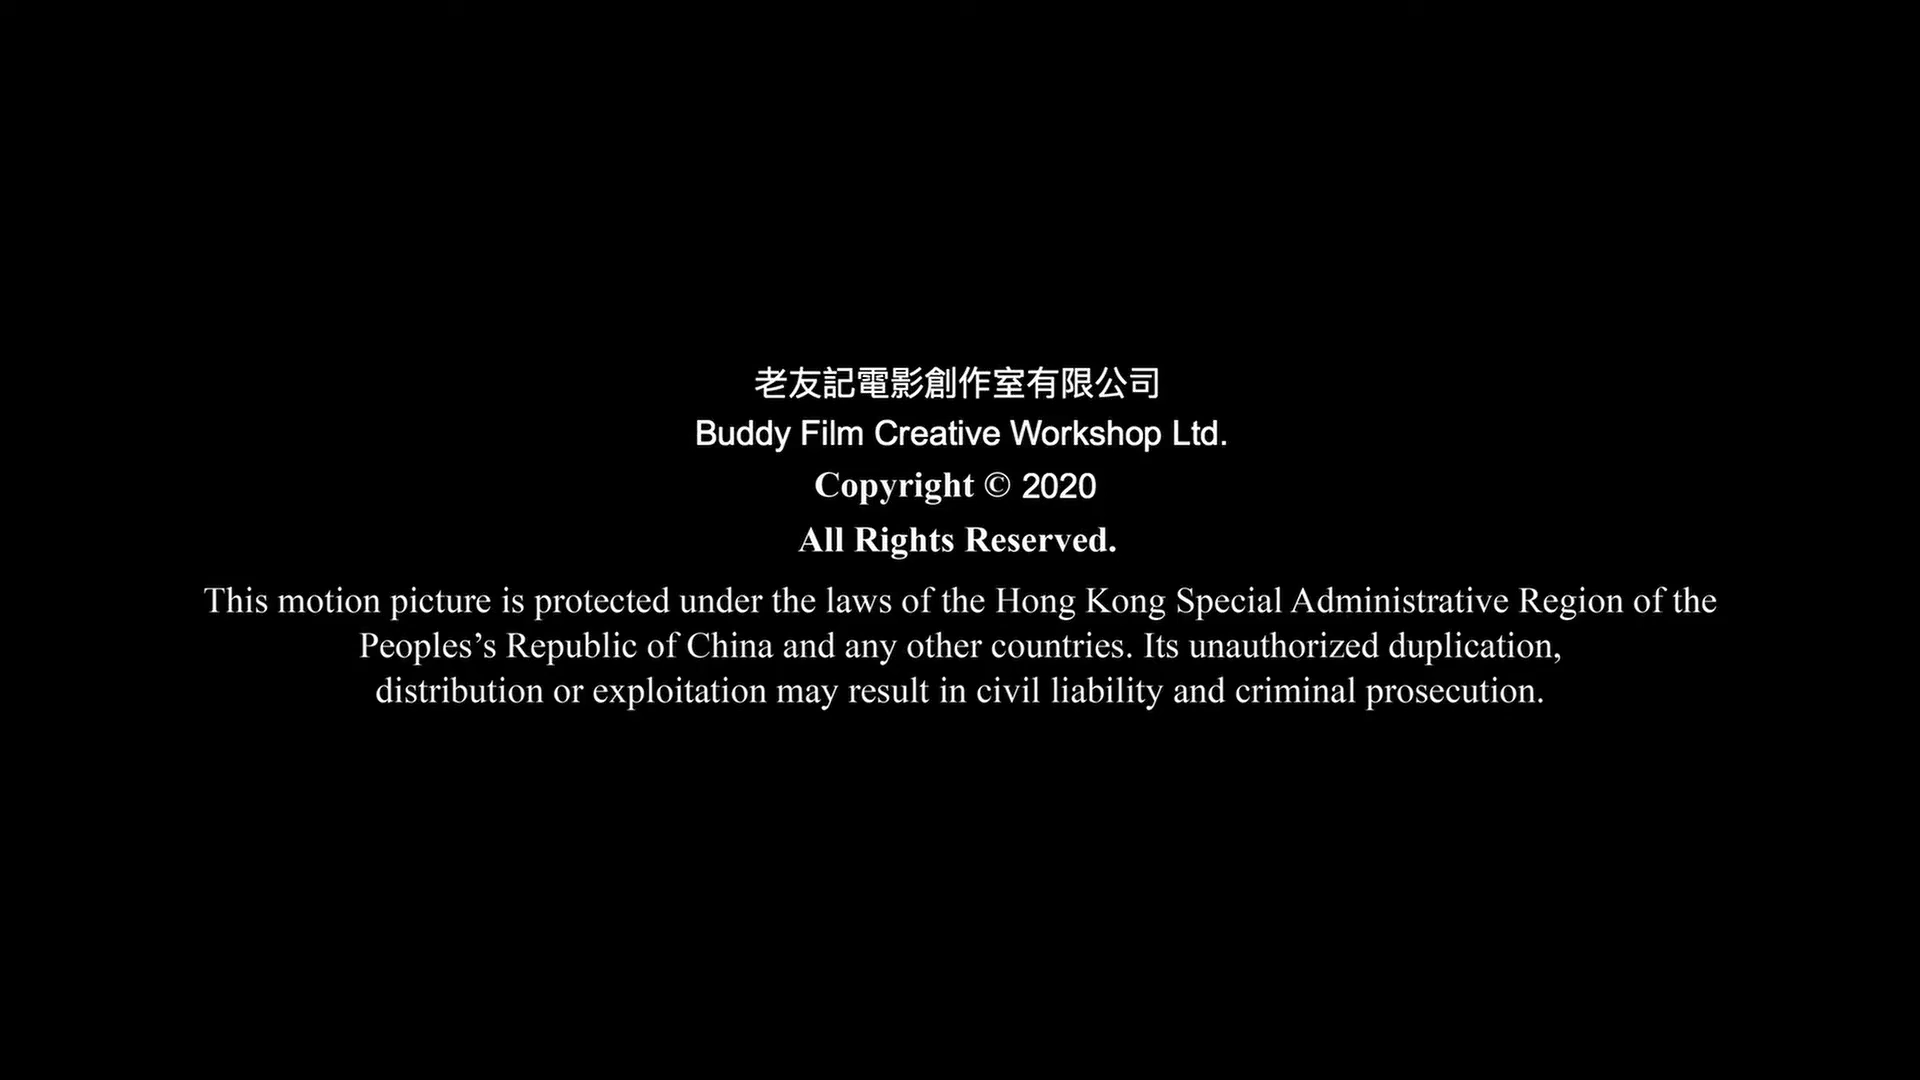 老友記電影創作室有限公司
Buddy Film Creative Workshop Ltd.
Copyright © 2020
All Rights Reserved.
This motion picture is protected under the laws of the Hong Kong Special Administrative Region of the
Peoples’s Republic of China and any other countries. Its unauthorized duplication,
distribution or exploitation may result in civil liability and criminal prosecution.